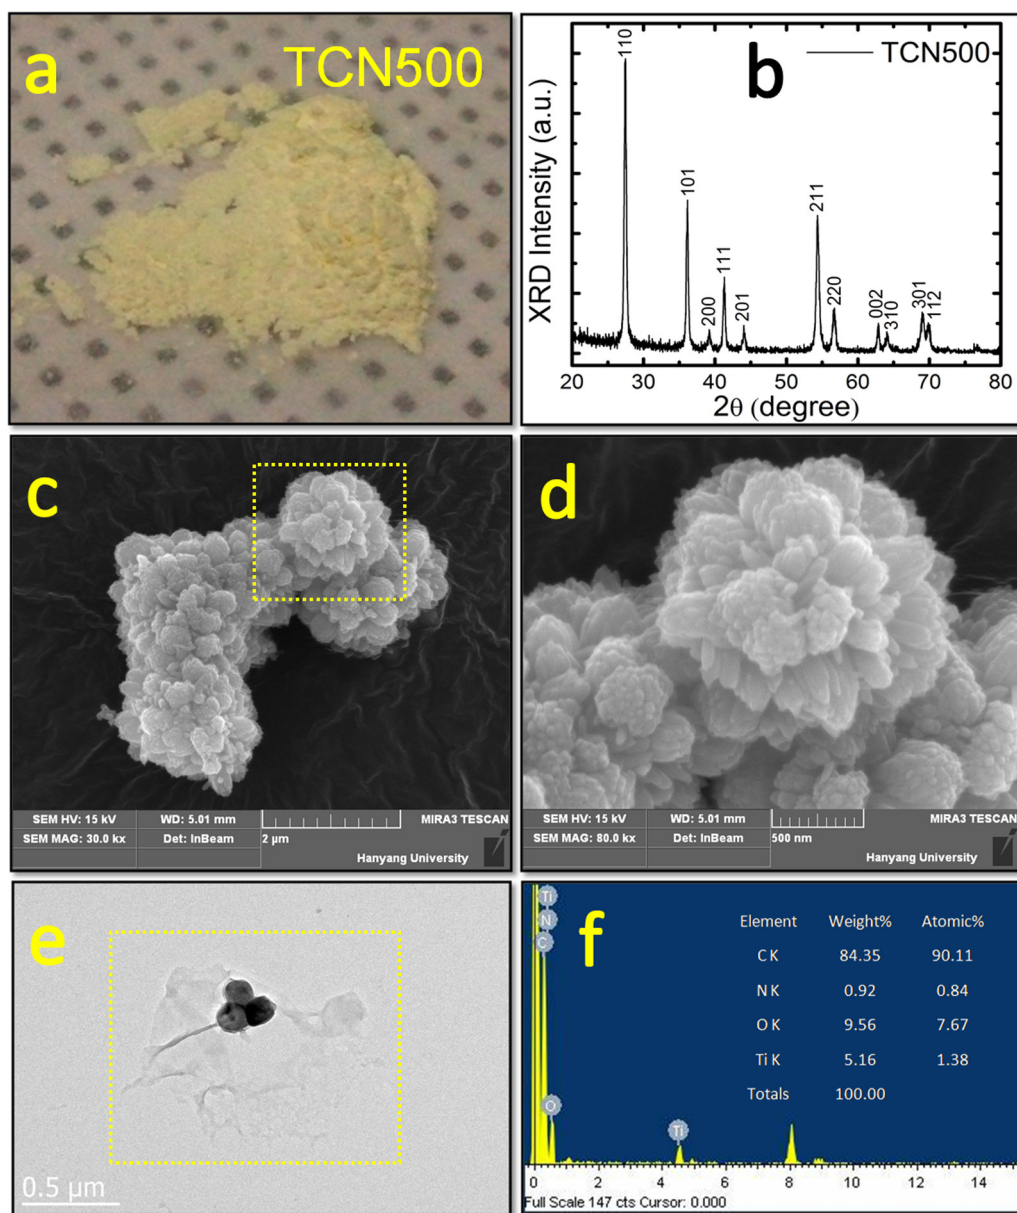 a
TCN500
b
TCN500
110
101
200
111
201
211
220
002
310
301
112
XRD Intensity (a.u.)
20 30 40 50 60 70 80
2θ (degree)
c
SEM HV: 15 kV WD: 5.01 mm MIRA3 TESCAN
SEM MAG: 30.0 kx Det: InBeam 2 µm
Hanyang University
d
SEM HV: 15 kV WD: 5.01 mm MIRA3 TESCAN
SEM MAG: 80.0 kx Det: InBeam 500 nm
Hanyang University
e
0.5 µm
f
Ti
N
C
O
Ti
Element Weight% Atomic%
C K 84.35 90.11
N K 0.92 0.84
O K 9.56 7.67
Ti K 5.16 1.38
Totals 100.00
0 2 4 6 8 10 12 14
Full Scale 147 cts Cursor: 0.000